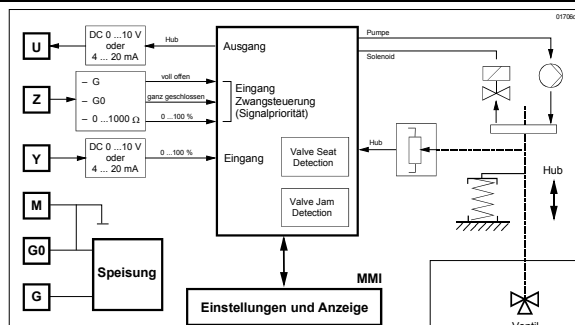 01706d
U
DC 0 ...10 V
oder
4 ... 20 mA
Hub
Ausgang
Pumpe
Solenoid
Z
– G
– G0
– 0 ...1000 Ω
voll offen
ganz geschlossen
0 ...100 %
Eingang
Zwangsteuerung
(Signalpriorität)
Y
DC 0 ...10 V
oder
4 ... 20 mA
0 ...100 %
Eingang
Valve Seat
Detection
Valve Jam
Detection
Hub
Hub
M
G0
G
Speisung
MMI
Einstellungen und Anzeige
Ventil